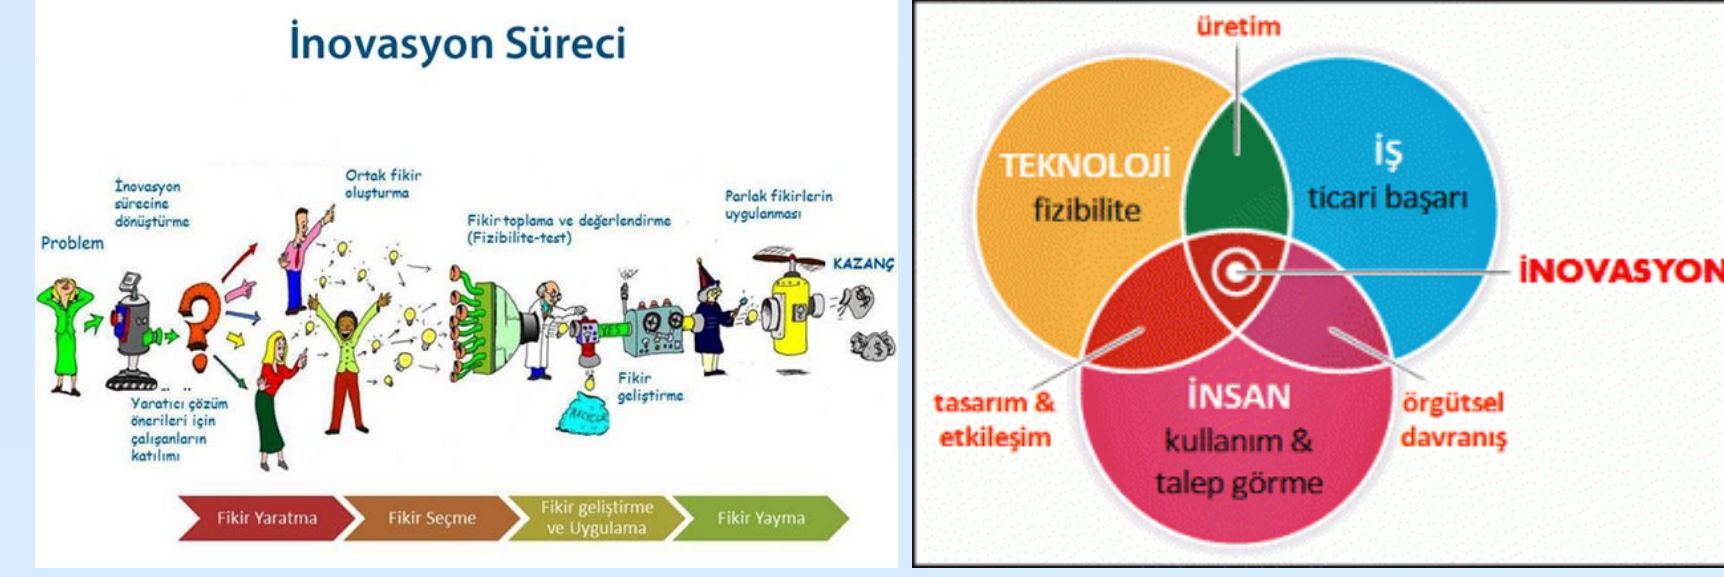 İnovasyon Süreci
Problem
İnovasyon
sürecine
dönüştürme
Ortak fikir
oluşturma
Fikir toplama ve değerlendirme
(Fizibilite-test)
Parlak fikirlerin
uygulanması
KAZANÇ
Yaratıcı çözüm
önerileri için
çalışanların
katılımı
YES
Fikir
geliştirme
RECYCLE
Fikir Yaratma
Fikir Seçme
Fikir geliştirme
ve Uygulama
Fikir Yayma
üretim
TEKNOLOJİ
fizibilite
İŞ
ticari başarı
İNOVASYON
tasarım &
etkileşim
İNSAN
kullanım &
talep görme
örgütsel
davranış